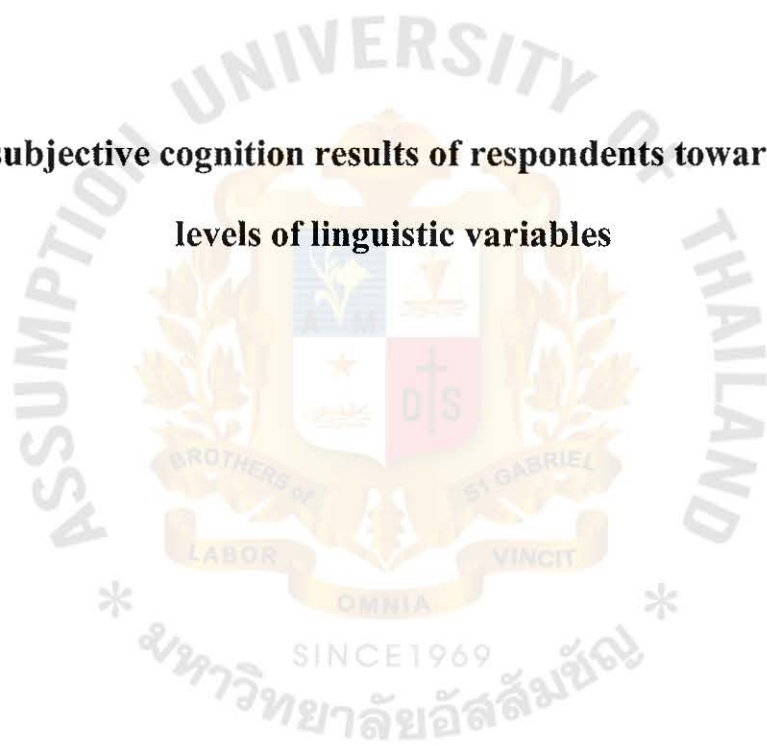 UNIVERSITY OF THAILAND
subjective cognition results of respondents towar
levels of linguistic variables
ASSUMPTION
A M
D S
BROTHERS of ST GABRIEL
LABOR VINCIT
OMNIA
* SINCE1969 *
มหาวิทยาลัยอัสสัมชัญ